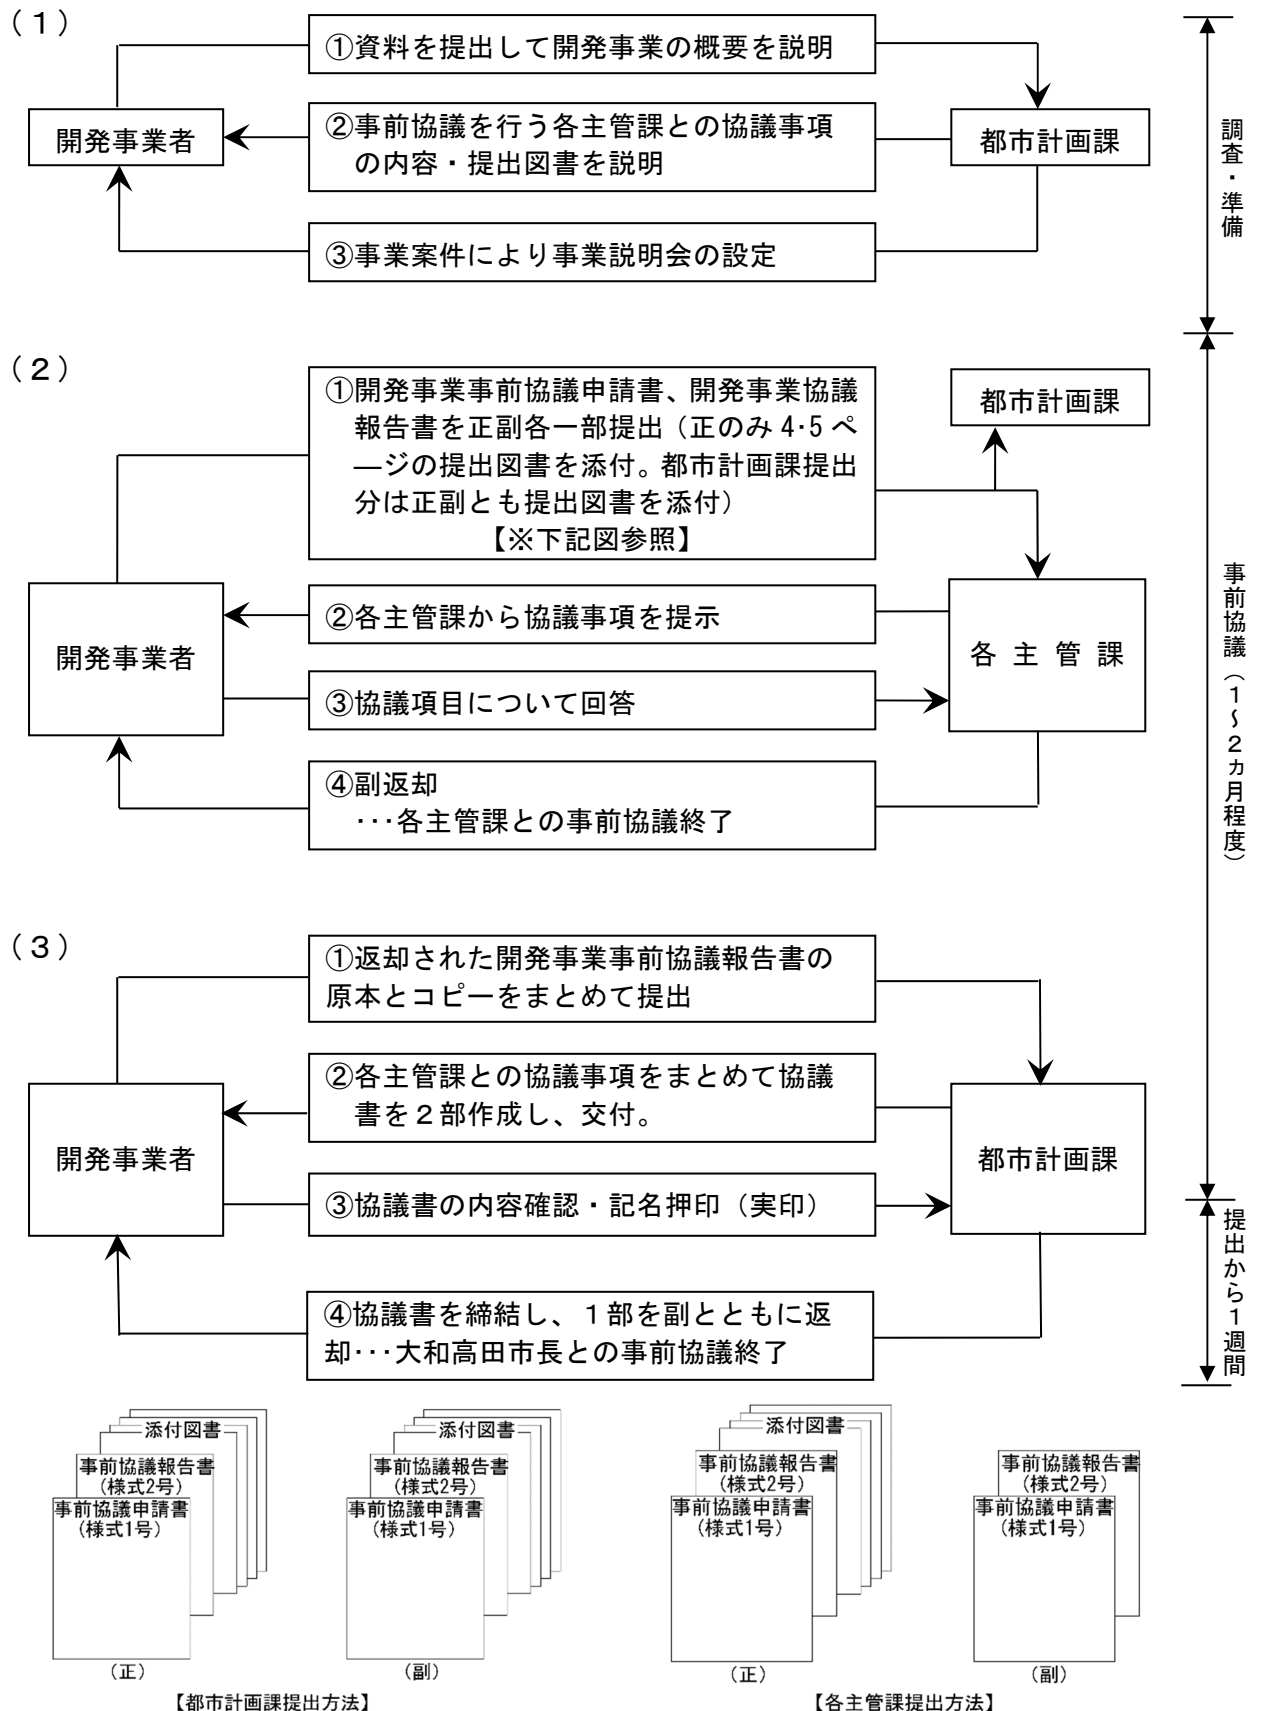 (1)
①資料を提出して開発事業の概要を説明
開発事業者
②事前協議を行う各主管課との協議事項
の内容・提出図書を説明
都市計画課
③事業案件により事業説明会の設定
調査・準備
(2)
①開発事業事前協議申請書、開発事業協議
報告書を正副各一部提出（正のみ 4･5 ペ
―ジの提出図書を添付。都市計画課提出
分は正副とも提出図書を添付）
【※下記図参照】
都市計画課
開発事業者
②各主管課から協議事項を提示
③協議項目について回答
各 主 管 課
④副返却
･･･各主管課との事前協議終了
事前協議（1～2ヵ月程度）
(3)
①返却された開発事業事前協議報告書の
原本とコピーをまとめて提出
②各主管課との協議事項をまとめて協議
書を２部作成し、交付。
開発事業者
都市計画課
③協議書の内容確認・記名押印（実印）
④協議書を締結し、１部を副とともに返
却･･･大和高田市長との事前協議終了
提出から1週間
添付図書
事前協議報告書
(様式2号)
事前協議申請書
(様式1号)
(正)
添付図書
事前協議報告書
(様式2号)
事前協議申請書
(様式1号)
(副)
【都市計画課提出方法】
添付図書
事前協議報告書
(様式2号)
事前協議申請書
(様式1号)
(正)
事前協議報告書
(様式2号)
事前協議申請書
(様式1号)
(副)
【各主管課提出方法】